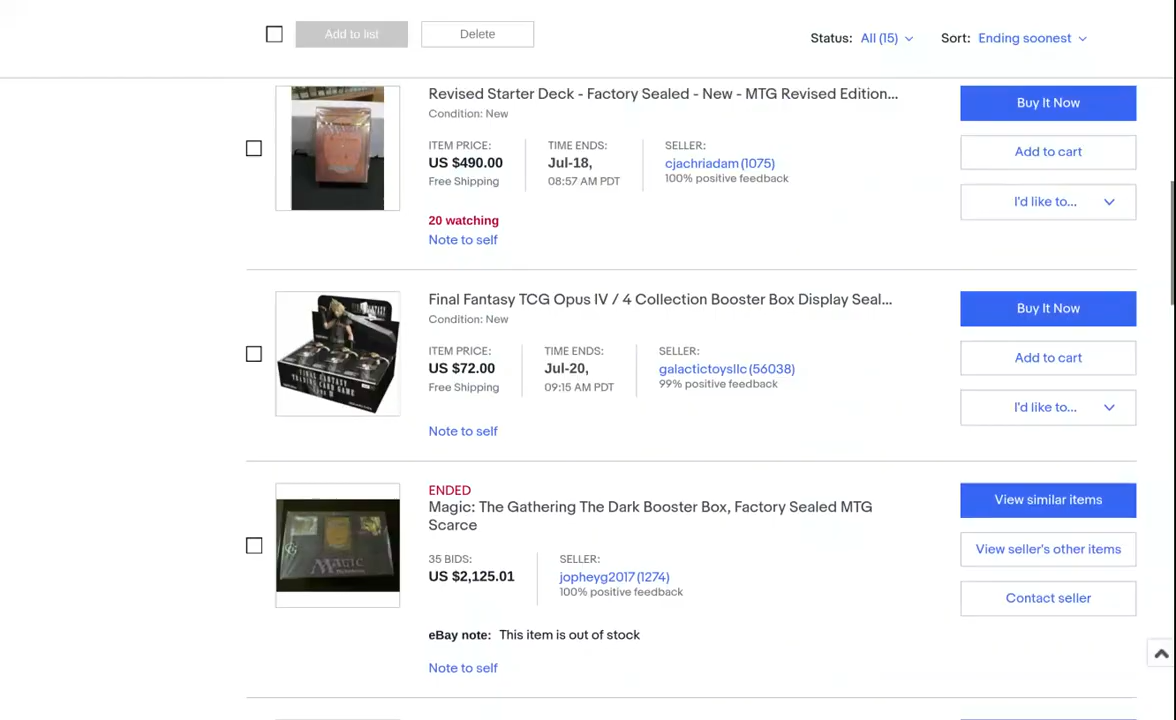 Add to list
Delete
Status: All (15)
Sort: Ending soonest
Revised Starter Deck - Factory Sealed - New - MTG Revised Edition...
Condition: New
ITEM PRICE:
US $490.00
Free Shipping
TIME ENDS:
Jul-18,
08:57 AM PDT
SELLER:
cjachriadam (1075)
100% positive feedback
20 watching
Note to self
Buy It Now
Add to cart
I'd like to...
Final Fantasy TCG Opus IV / 4 Collection Booster Box Display Seal...
Condition: New
ITEM PRICE:
US $72.00
Free Shipping
TIME ENDS:
Jul-20,
09:15 AM PDT
SELLER:
galactictoysllc (56038)
99% positive feedback
Note to self
Buy It Now
Add to cart
I'd like to...
MAGIC
ENDED
Magic: The Gathering The Dark Booster Box, Factory Sealed MTG
Scarce
35 BIDS:
US $2,125.01
SELLER:
jopheyg2017 (1274)
100% positive feedback
eBay note: This item is out of stock
Note to self
View similar items
View seller's other items
Contact seller